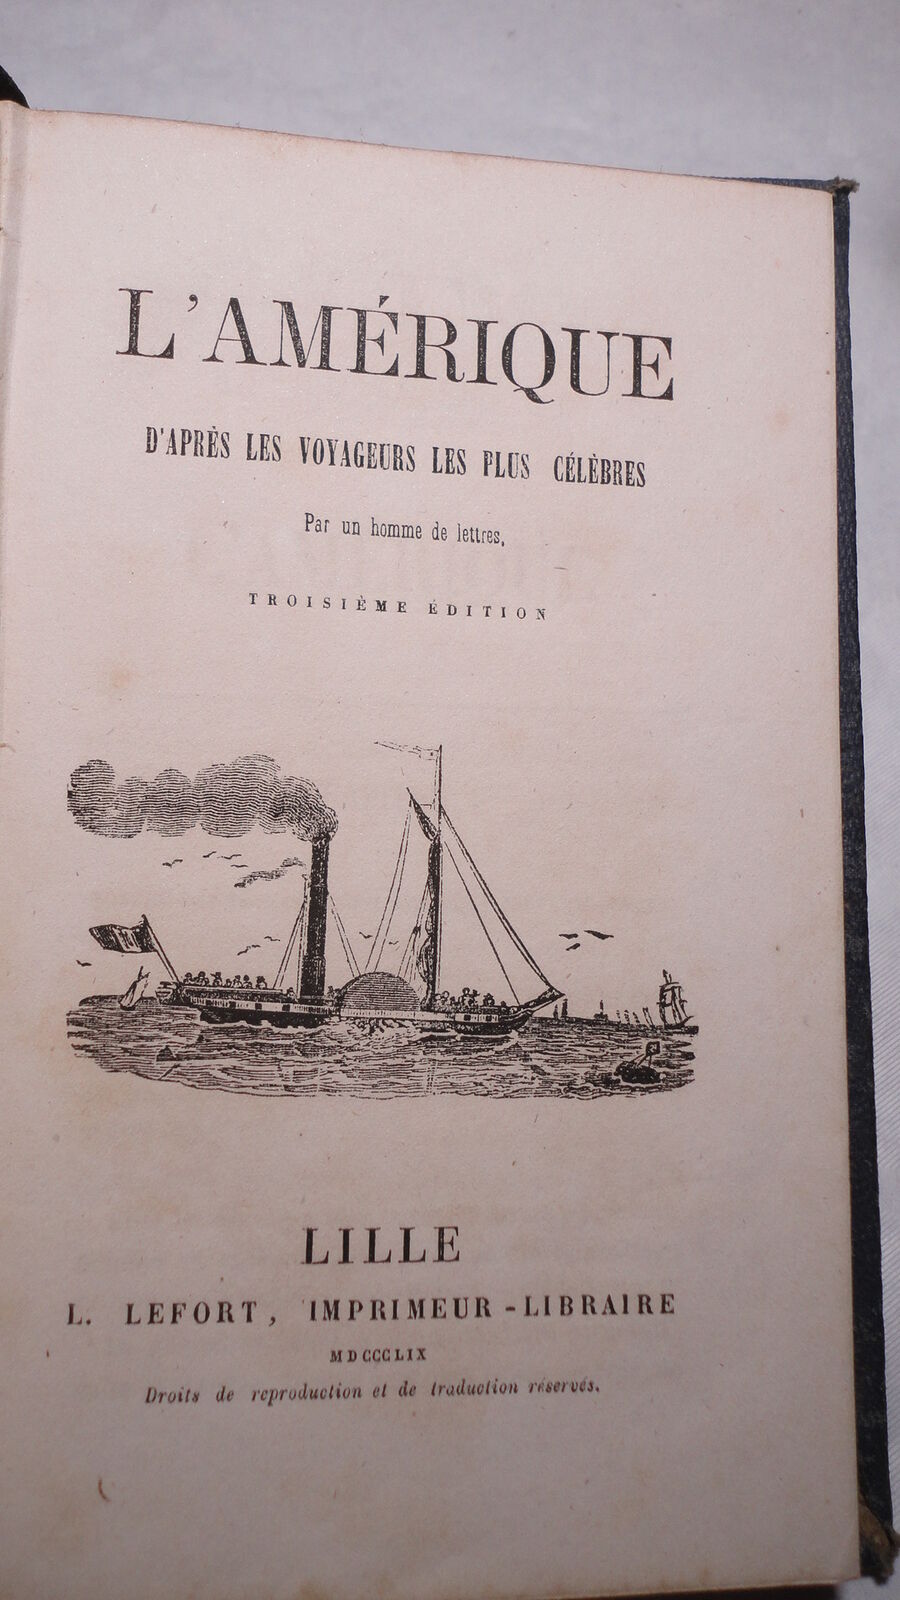 L'AMÉRIQUE
D'APRÈS LES VOYAGEURS LES PLUS CÉLÈBRES
Par un homme de lettres,
TROISIÈME ÉDITION
LILLE
L. LEFORT, IMPRIMEUR-LIBRAIRE
MDCCCLIX
Droits de reproduction et de traduction réservés.